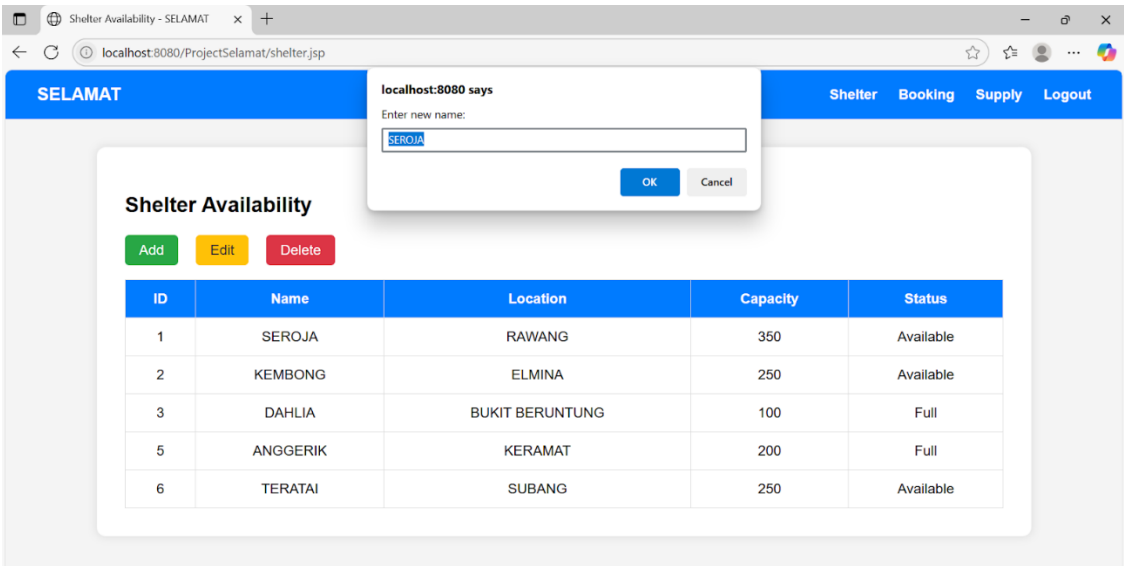 Shelter Availability - SELAMAT
localhost:8080/ProjectSelamat/shelter.jsp
SELAMAT
Shelter Booking Supply Logout
localhost:8080 says
Enter new name:
SEROJA
OK Cancel
Shelter Availability
Add Edit Delete
ID Name Location Capacity Status
1 SEROJA RAWANG 350 Available
2 KEMBONG ELMINA 250 Available
3 DAHLIA BUKIT BERUNTUNG 100 Full
5 ANGGERIK KERAMAT 200 Full
6 TERATAI SUBANG 250 Available